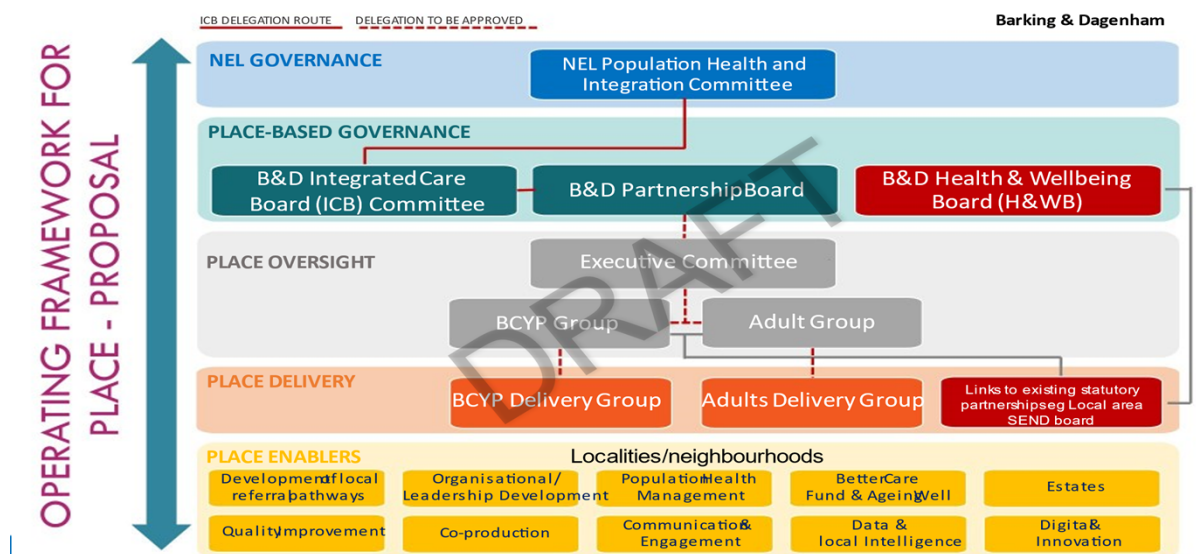 ICB DELEGATION ROUTE
DELEGATION TO BE APPROVED
Barking & Dagenham
OPERATING FRAMEWORK FOR
PLACE - PROPOSAL
NEL GOVERNANCE
NEL Population Health and
Integration Committee
PLACE-BASED GOVERNANCE
B&D Integrated Care
Board (ICB) Committee
B&D Partnership Board
B&D Health & Wellbeing
Board (H&WB)
PLACE OVERSIGHT
Executive Committee
BCYP Group
Adult Group
DRAFT
PLACE DELIVERY
BCYP Delivery Group
Adults Delivery Group
Links to existing statutory
partnerships eg Local area
SEND board
PLACE ENABLERS
Localities/neighbourhoods
Development of local
referral pathways
Organisational/
Leadership Development
Population Health
Management
Better Care
Fund & Ageing Well
Estates
Quality Improvement
Co-production
Communication &
Engagement
Data &
local Intelligence
Digital &
Innovation